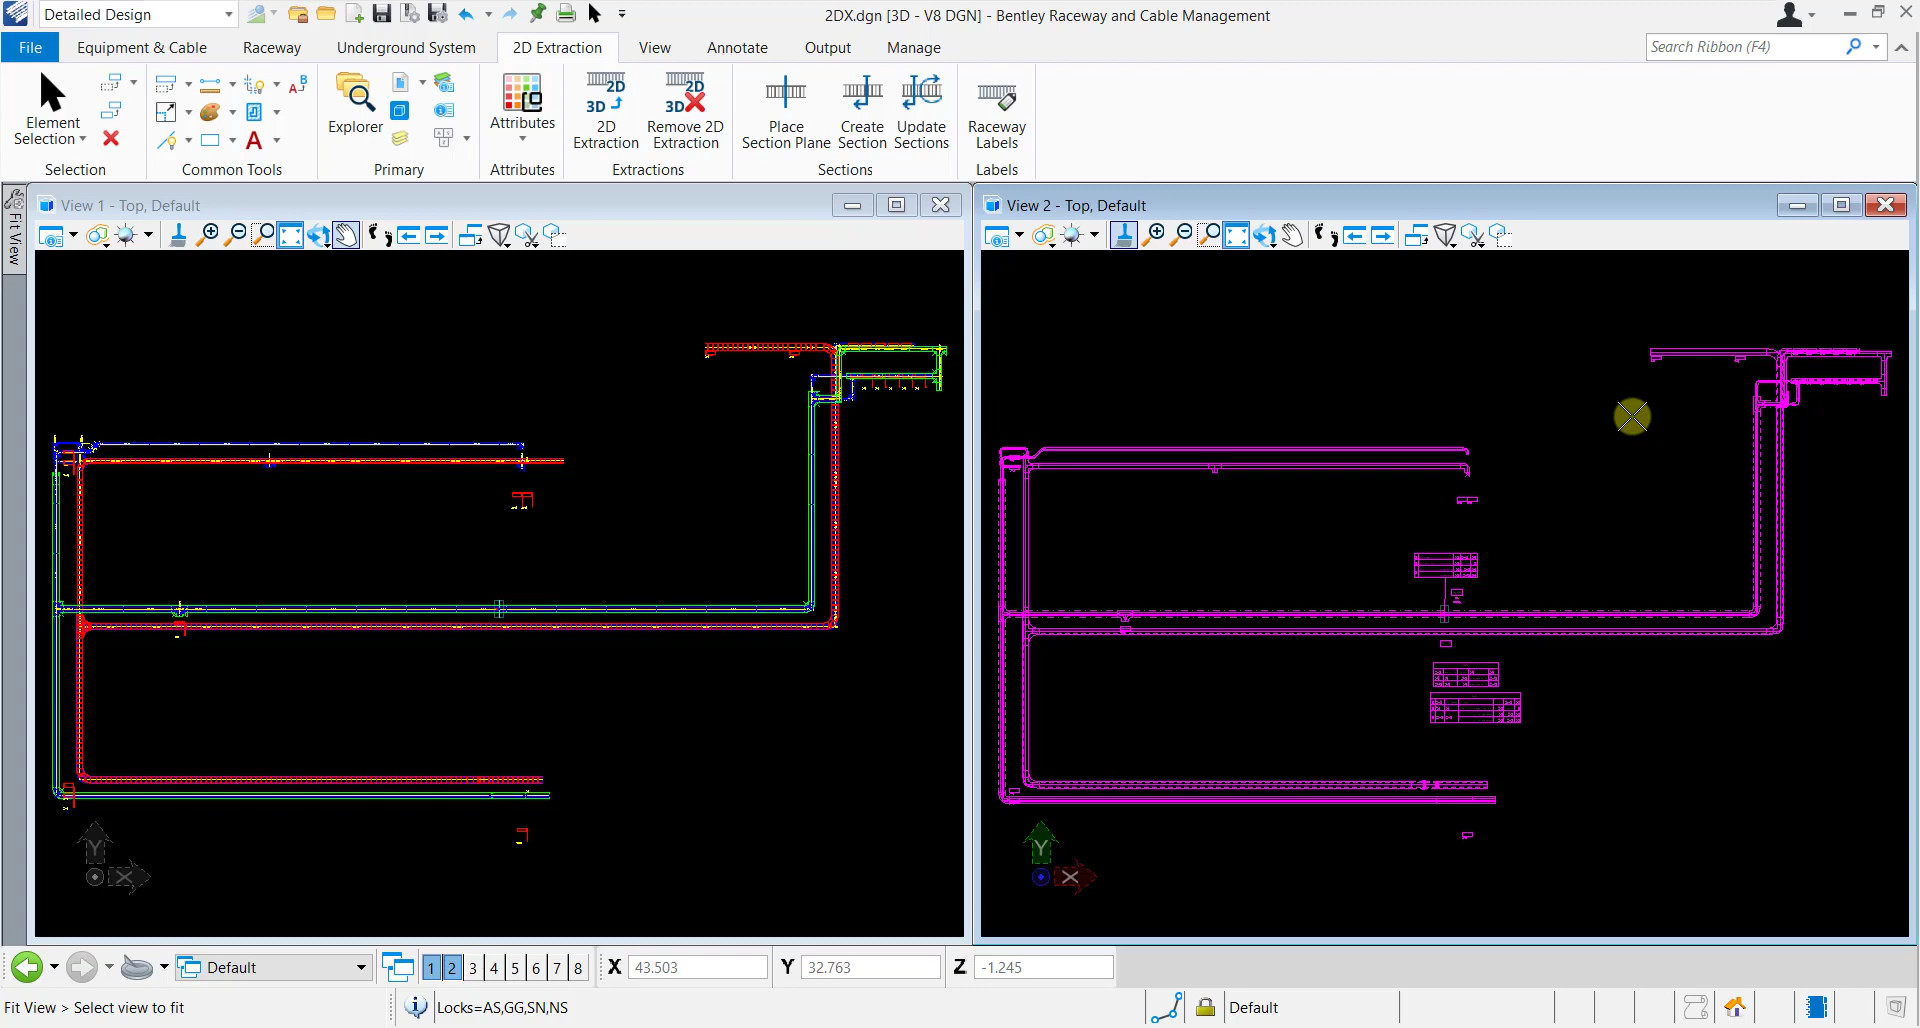 Detailed Design
2DX.dgn [3D - V8 DGN] - Bentley Raceway and Cable Management
File
Equipment & Cable
Raceway
Underground System
2D Extraction
View
Annotate
Output
Manage
Search Ribbon (F4)
Element
Selection
Explorer
Attributes
2D
3D
2D
Extraction
2D
3D
Remove 2D
Extraction
Place
Section Plane
Create
Section
Update
Sections
Raceway
Labels
Selection
Common Tools
Primary
Attributes
Extractions
Sections
Labels
Fit View
View 1 - Top, Default
View 2 - Top, Default
Y
X
Y
X
Default
1 2 3 4 5 6 7 8
X 43.503
Y 32.763
Z -1.245
Fit View > Select view to fit
Locks=AS,GG,SN,NS
Default